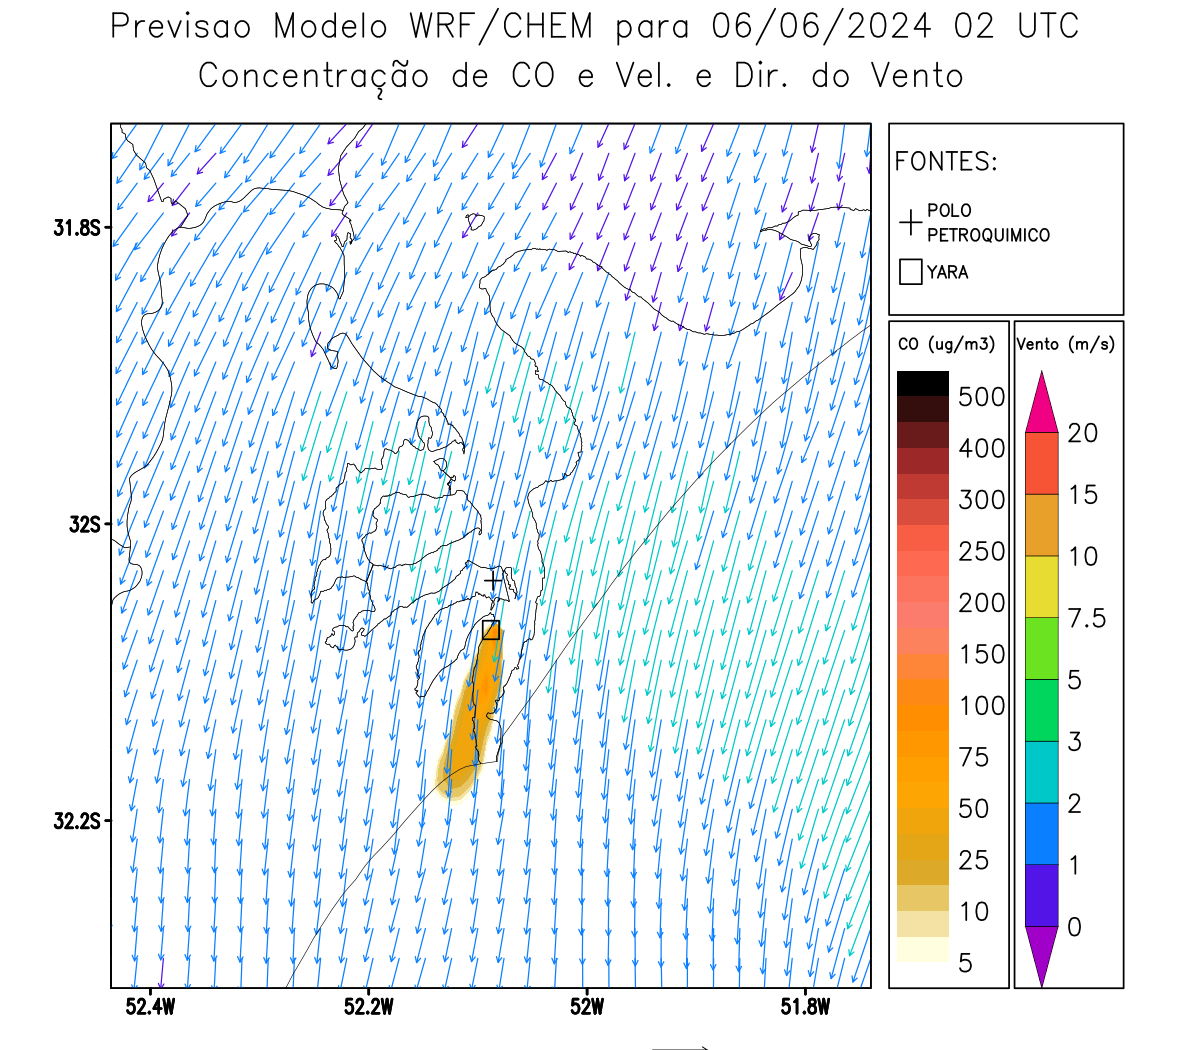 Previsao Modelo WRF/CHEM para 06/06/2024 02 UTC
Concentração de CO e Vel. e Dir. do Vento
FONTES:
POLO
PETROQUIMICO
YARA
CO (ug/m3)
500
400
300
250
200
150
100
75
50
25
10
5
Vento (m/s)
20
15
10
7.5
5
3
2
1
0
31.8S
32S
32.2S
52.4W
52.2W
52W
51.8W